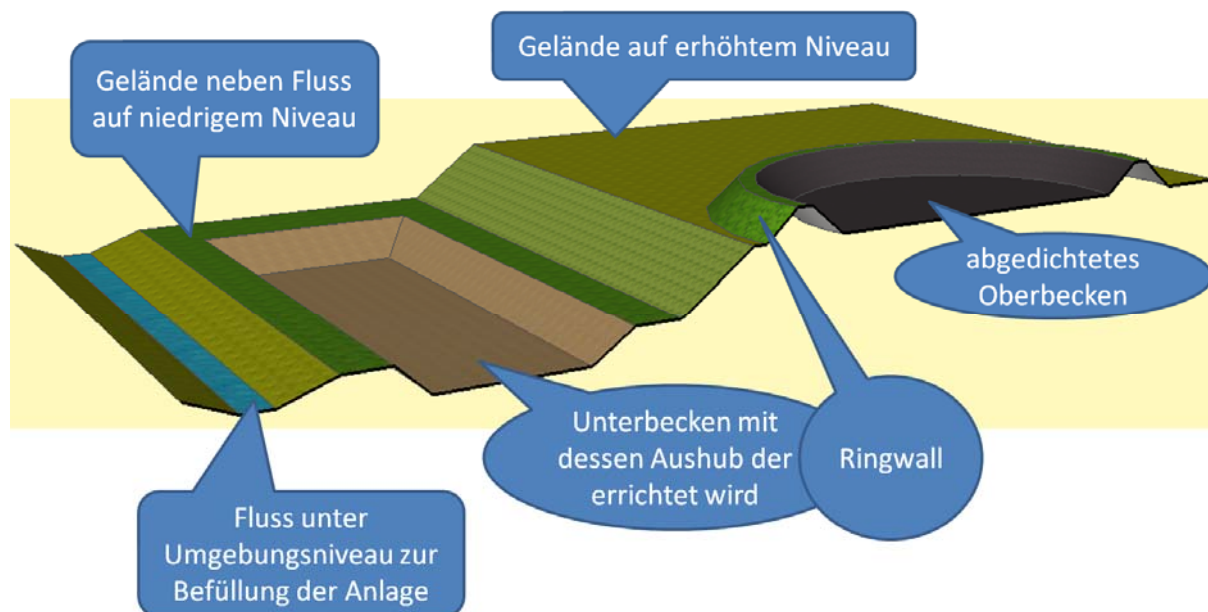 Gelände neben Fluss
auf niedrigem Niveau
Gelände auf erhöhtem Niveau
abgedichtetes
Oberbecken
Unterbecken mit
dessen Aushub der
errichtet wird
Ringwall
Fluss unter
Umgebungsniveau zur
Befüllung der Anlage